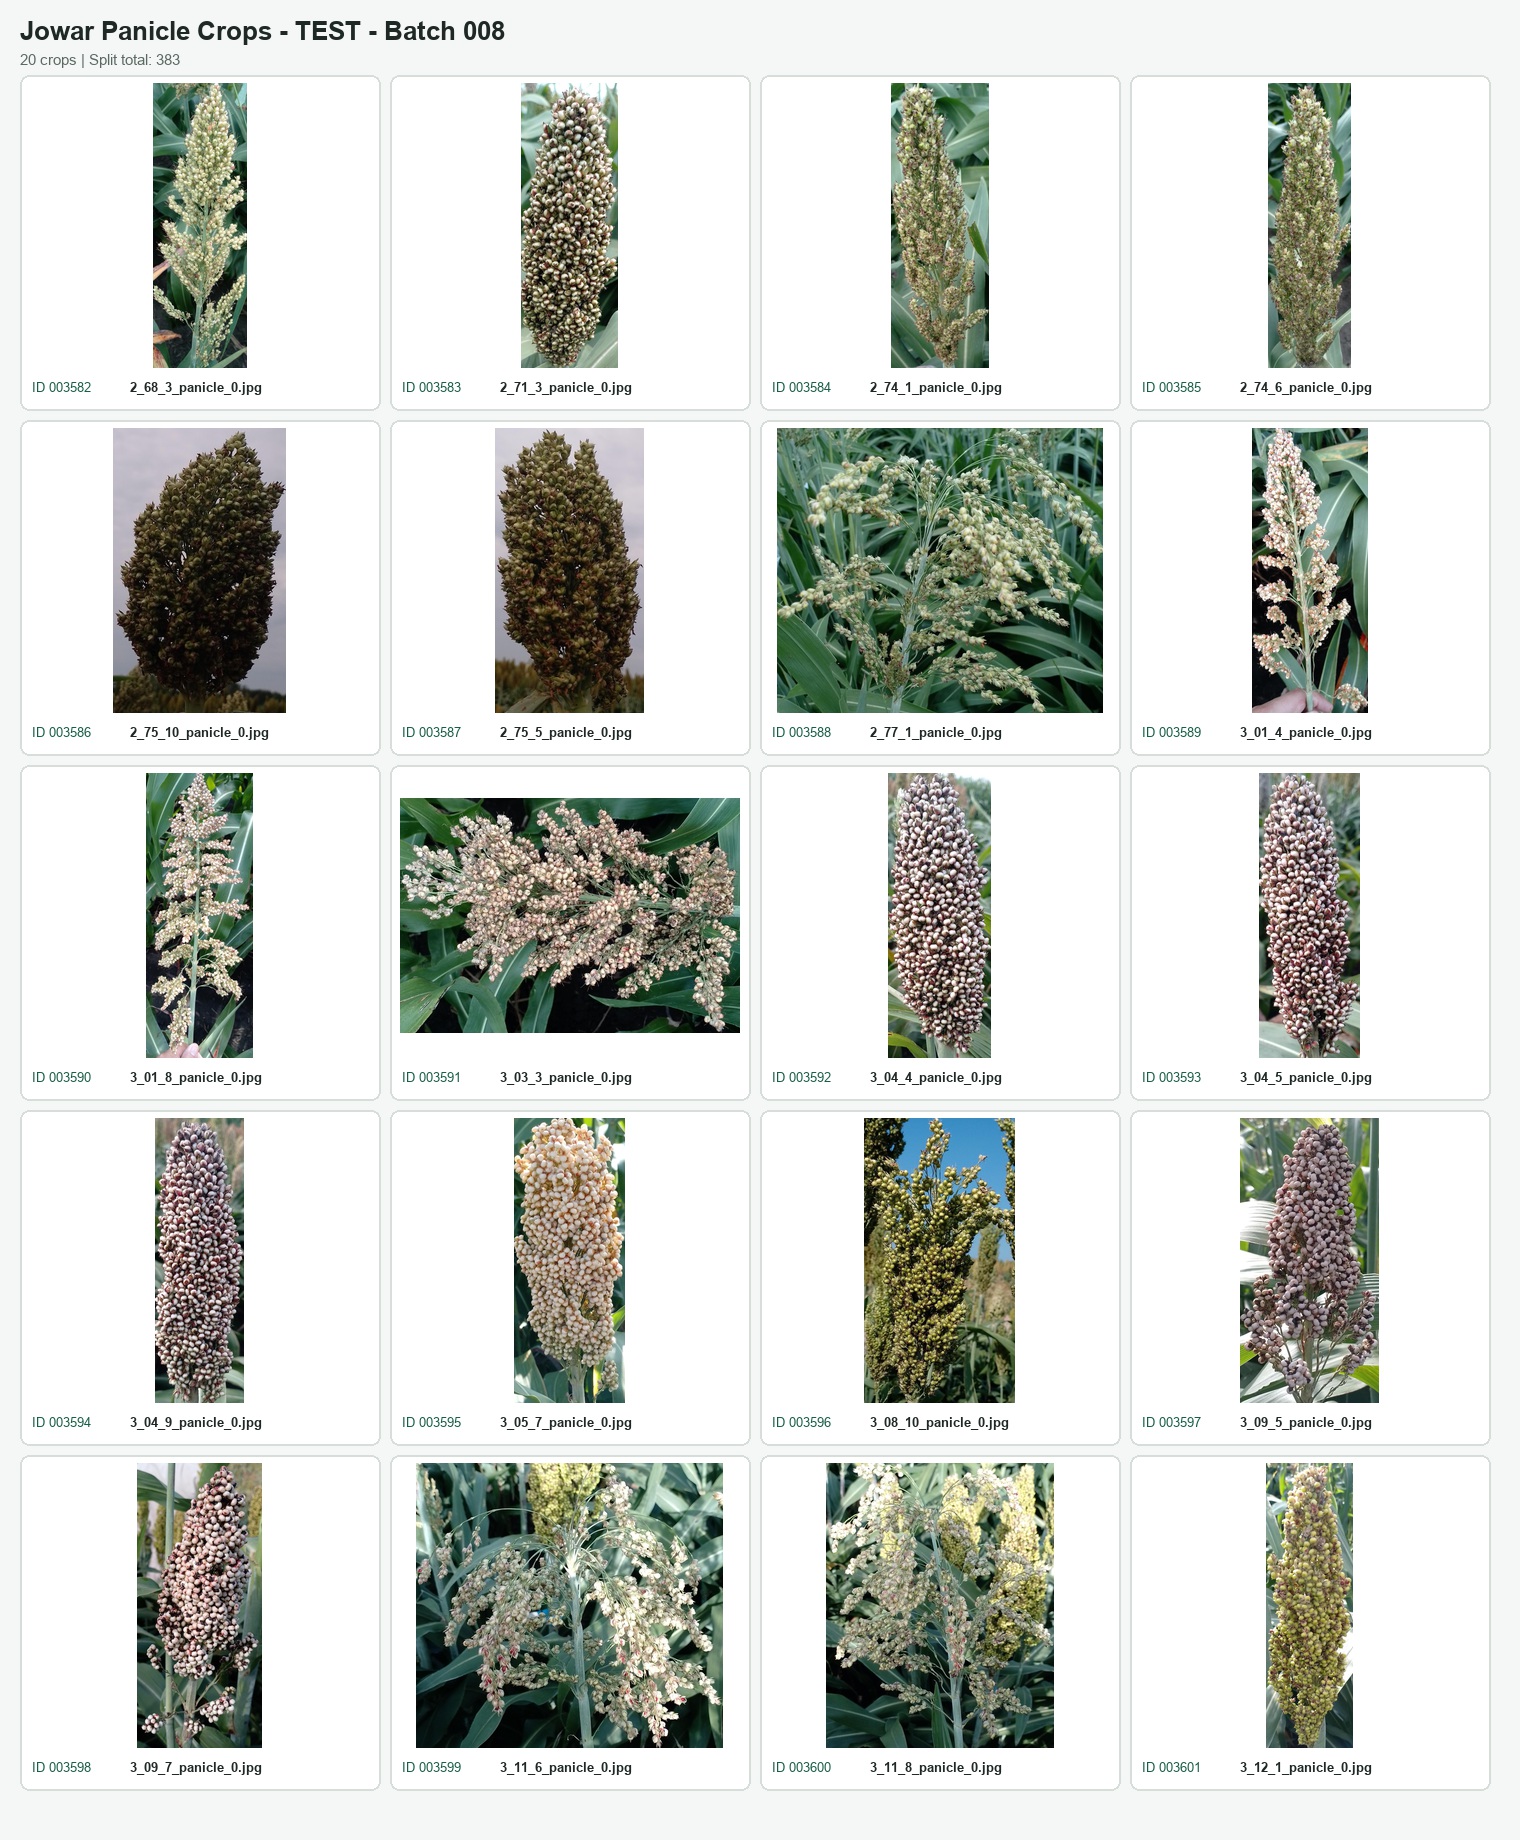 Jowar Panicle Crops - TEST - Batch 008
20 crops | Split total: 383
ID 003582 2_68_3_panicle_0.jpg
ID 003583 2_71_3_panicle_0.jpg
ID 003584 2_74_1_panicle_0.jpg
ID 003585 2_74_6_panicle_0.jpg
ID 003586 2_75_10_panicle_0.jpg
ID 003587 2_75_5_panicle_0.jpg
ID 003588 2_77_1_panicle_0.jpg
ID 003589 3_01_4_panicle_0.jpg
ID 003590 3_01_8_panicle_0.jpg
ID 003591 3_03_3_panicle_0.jpg
ID 003592 3_04_4_panicle_0.jpg
ID 003593 3_04_5_panicle_0.jpg
ID 003594 3_04_9_panicle_0.jpg
ID 003595 3_05_7_panicle_0.jpg
ID 003596 3_08_10_panicle_0.jpg
ID 003597 3_09_5_panicle_0.jpg
ID 003598 3_09_7_panicle_0.jpg
ID 003599 3_11_6_panicle_0.jpg
ID 003600 3_11_8_panicle_0.jpg
ID 003601 3_12_1_panicle_0.jpg